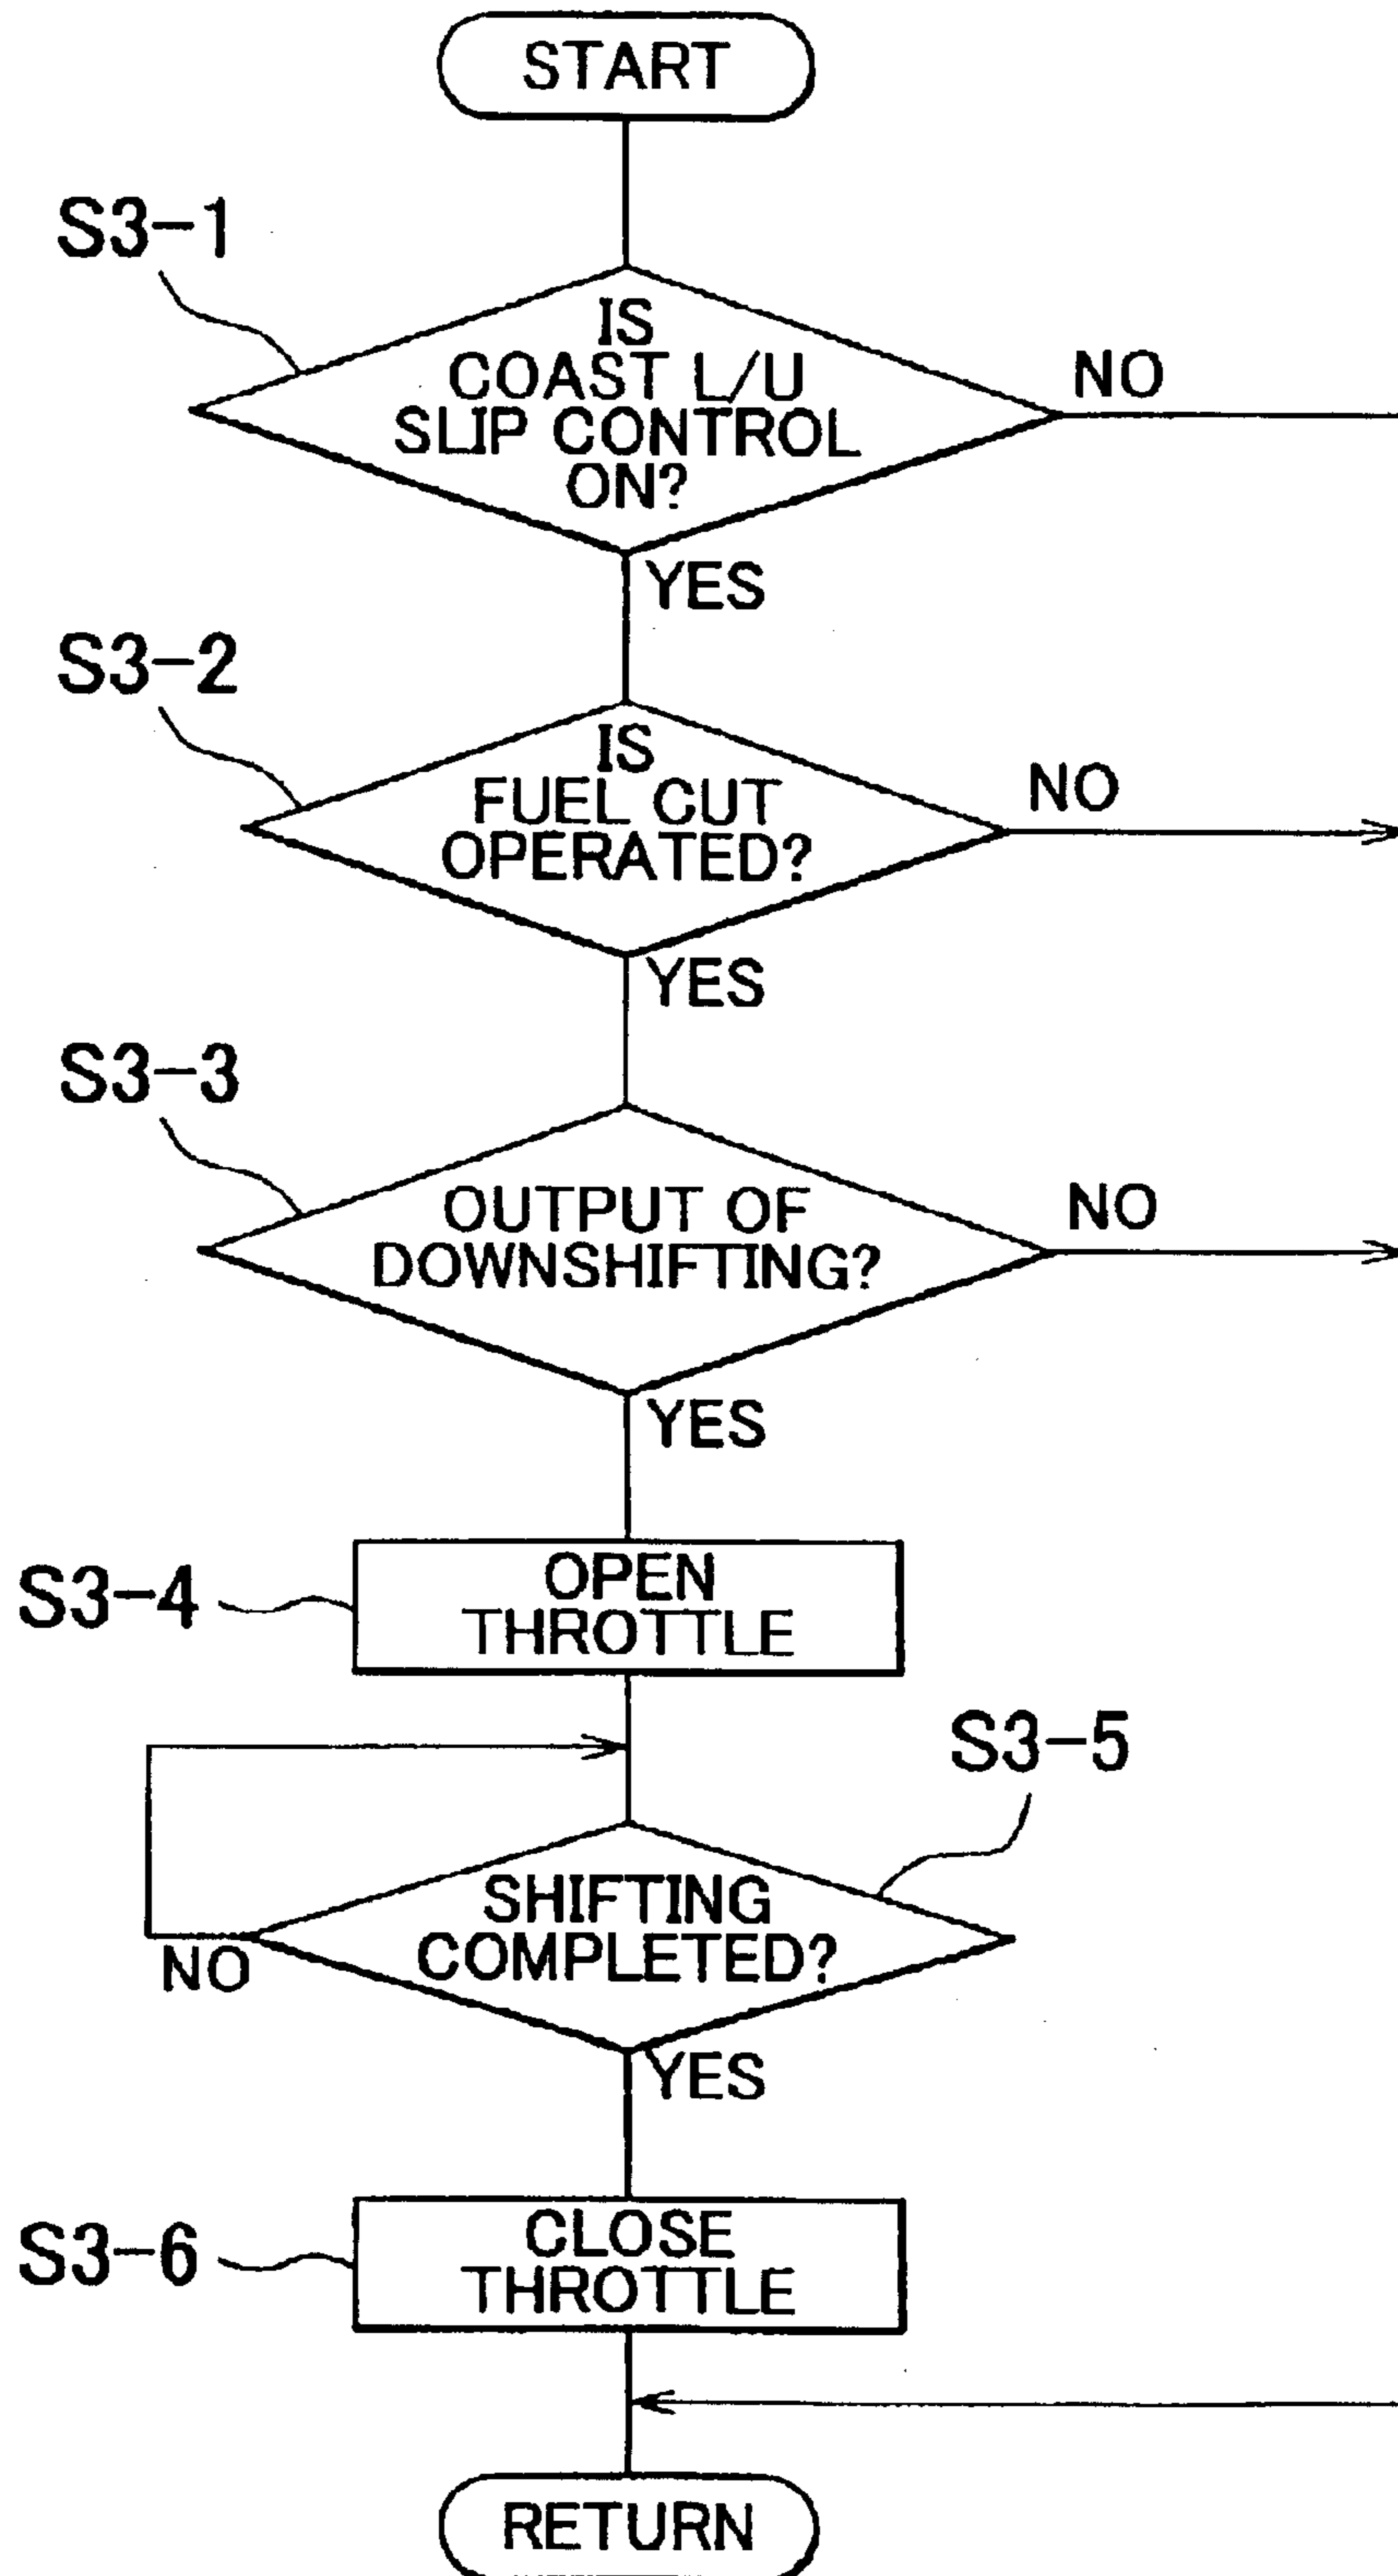 START
S3-1
IS
COAST L/U
SLIP CONTROL
ON?
NO
YES
S3-2
IS
FUEL CUT
OPERATED?
NO
YES
S3-3
OUTPUT OF
DOWNSHIFTING?
NO
YES
S3-4
OPEN
THROTTLE
S3-5
SHIFTING
COMPLETED?
NO
YES
S3-6
CLOSE
THROTTLE
RETURN